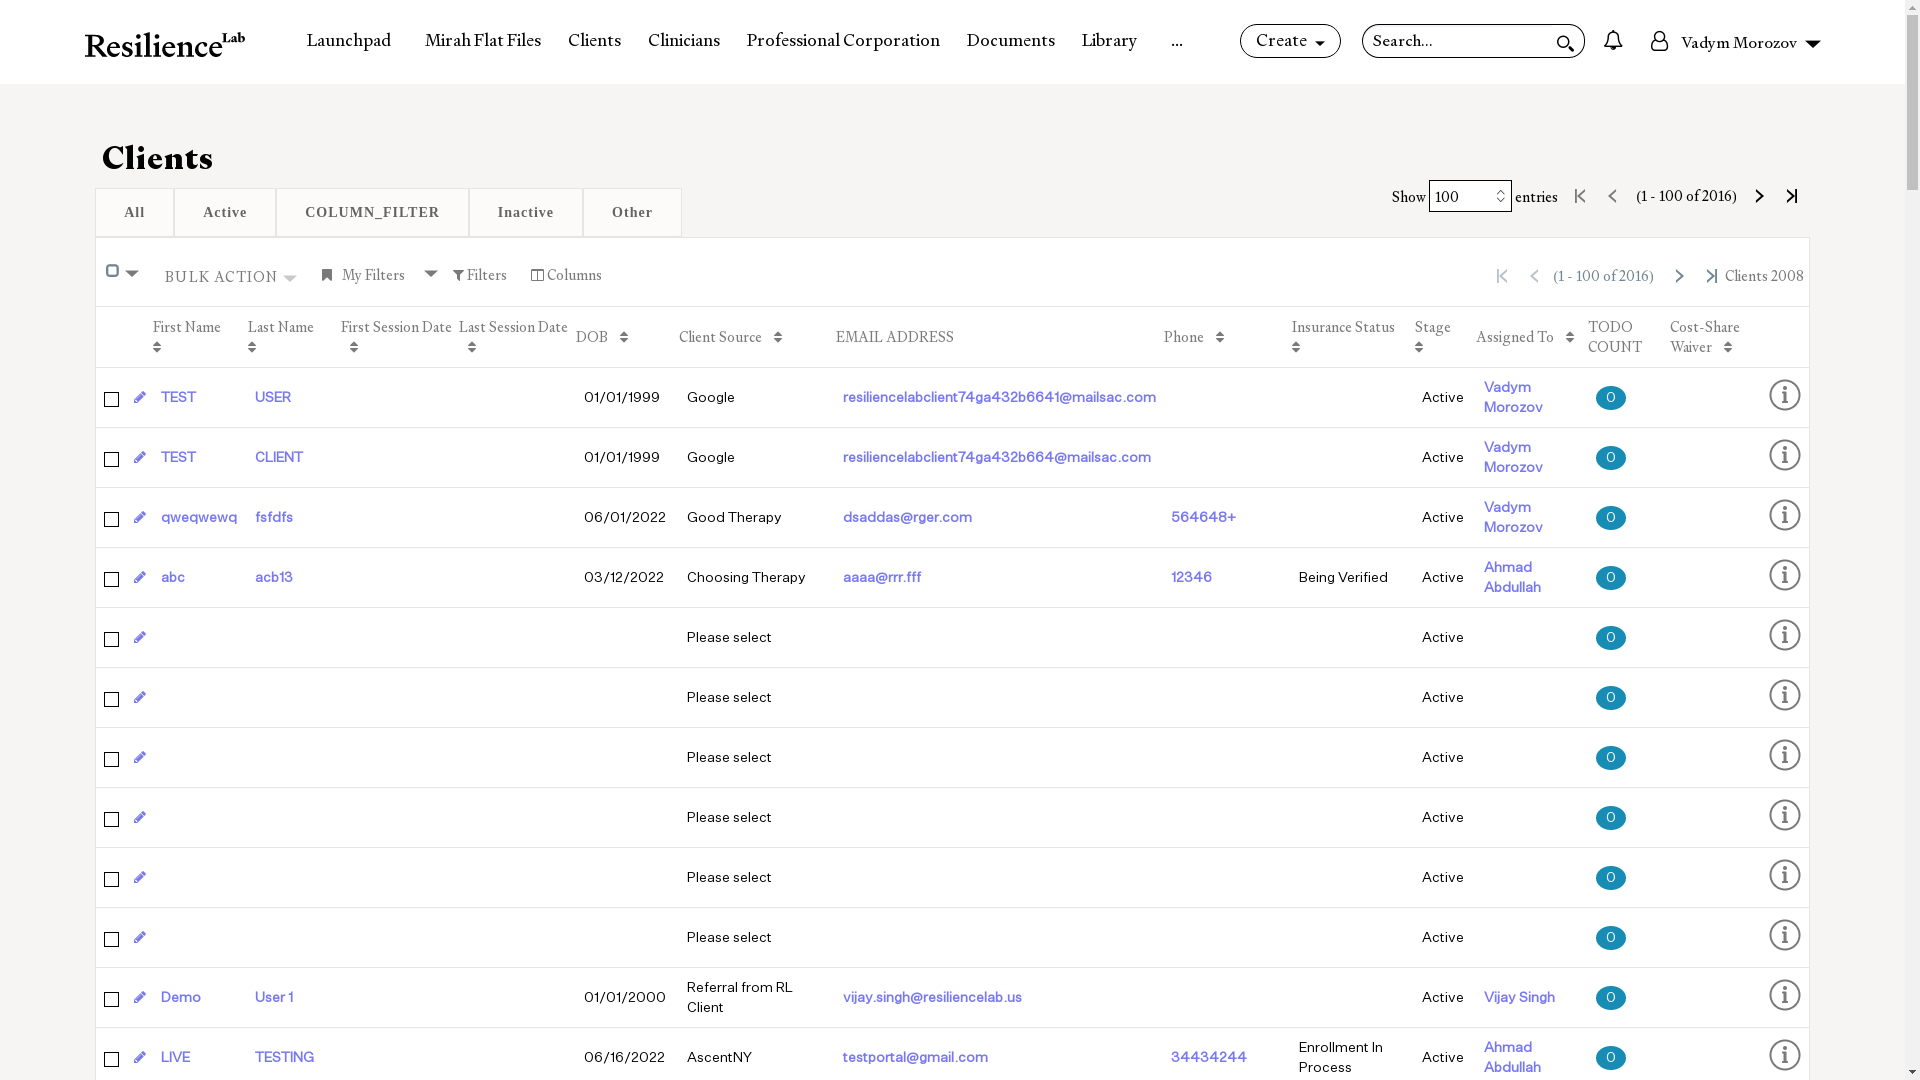 ResilienceLab Launchpad Mirah Flat Files Clients Clinicians Professional Corporation Documents Library ... Create Search... Vadym Morozov
Clients
Show 100 entries (1 - 100 of 2016)
All Active COLUMN_FILTER Inactive Other
BULK ACTION My Filters Filters Columns (1 - 100 of 2016) Clients 2008
First Name Last Name First Session Date Last Session Date DOB Client Source EMAIL ADDRESS Phone Insurance Status Stage Assigned To TODO COUNT Cost-Share Waiver
TEST USER 01/01/1999 Google resiliencelabclient74ga432b6641@mailsac.com Active Vadym Morozov 0
TEST CLIENT 01/01/1999 Google resiliencelabclient74ga432b664@mailsac.com Active Vadym Morozov 0
qweqwewq fsfdfs 06/01/2022 Good Therapy dsaddas@rger.com 564648+ Active Vadym Morozov 0
abc acb13 03/12/2022 Choosing Therapy aaaa@rrr.fff 12346 Being Verified Active Ahmad Abdullah 0
Please select Active 0
Please select Active 0
Please select Active 0
Please select Active 0
Please select Active 0
Please select Active 0
Demo User 1 01/01/2000 Referral from RL Client vijay.singh@resiliencelab.us Active Vijay Singh 0
LIVE TESTING 06/16/2022 AscentNY testportal@gmail.com 34434244 Enrollment In Process Active Ahmad Abdullah 0